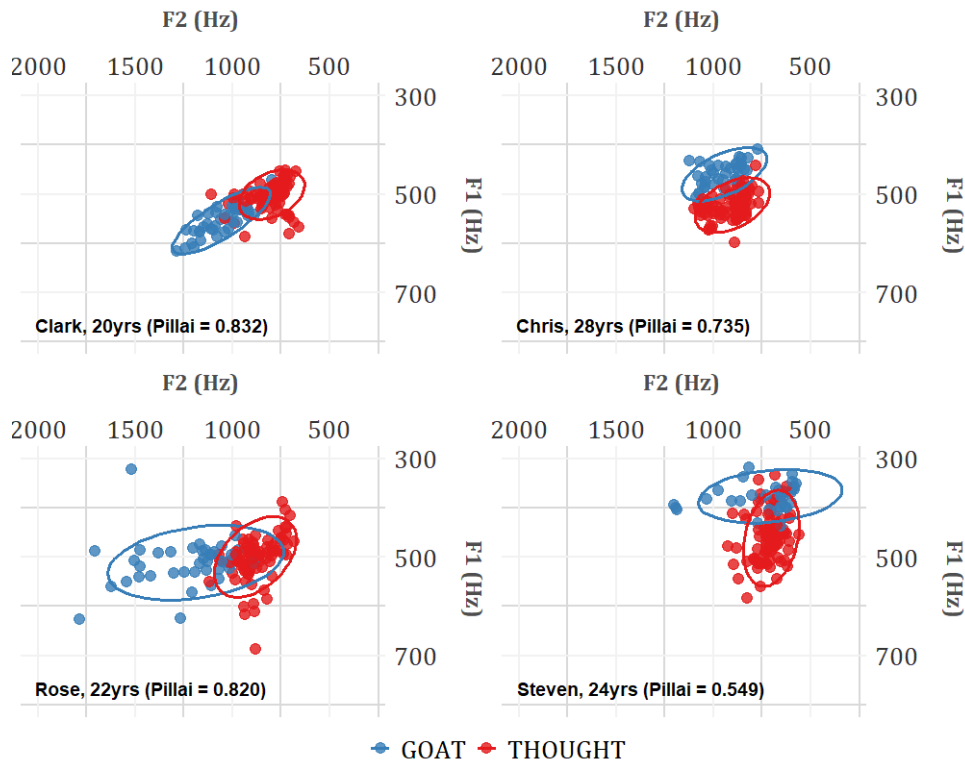 F2 (Hz)
2000 1500 1000 500
300
500
700
F1 (Hz)
Clark, 20yrs (Pillai = 0.832)
F2 (Hz)
2000 1500 1000 500
300
500
700
F1 (Hz)
Chris, 28yrs (Pillai = 0.735)
F2 (Hz)
2000 1500 1000 500
300
500
700
F1 (Hz)
Rose, 22yrs (Pillai = 0.820)
F2 (Hz)
2000 1500 1000 500
300
500
700
F1 (Hz)
Steven, 24yrs (Pillai = 0.549)
GOAT THOUGHT